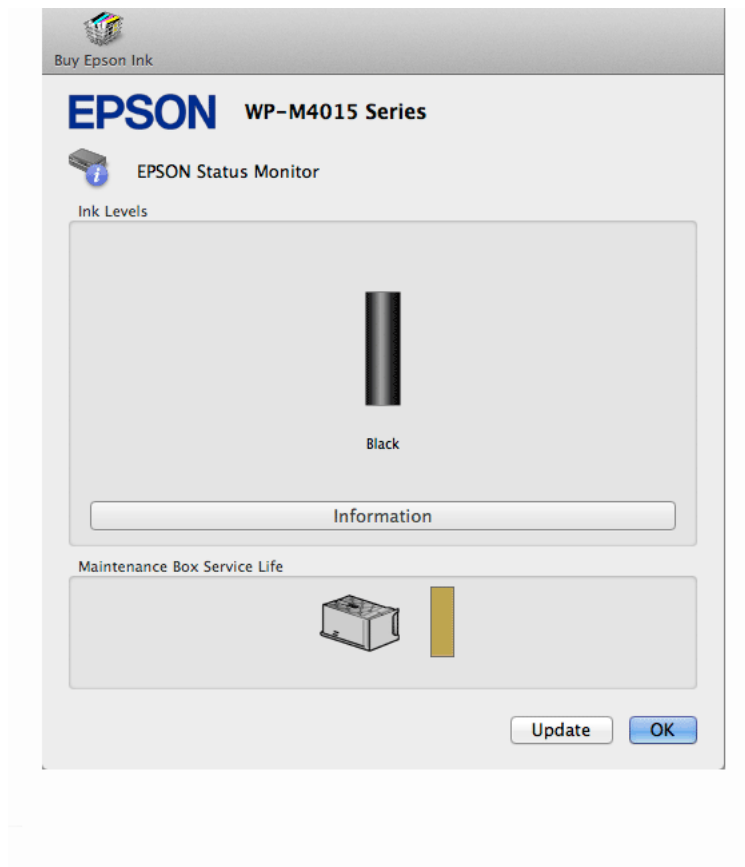 Buy Epson Ink
EPSON WP-M4015 Series
EPSON Status Monitor
Ink Levels
Black
Information
Maintenance Box Service Life
Update OK